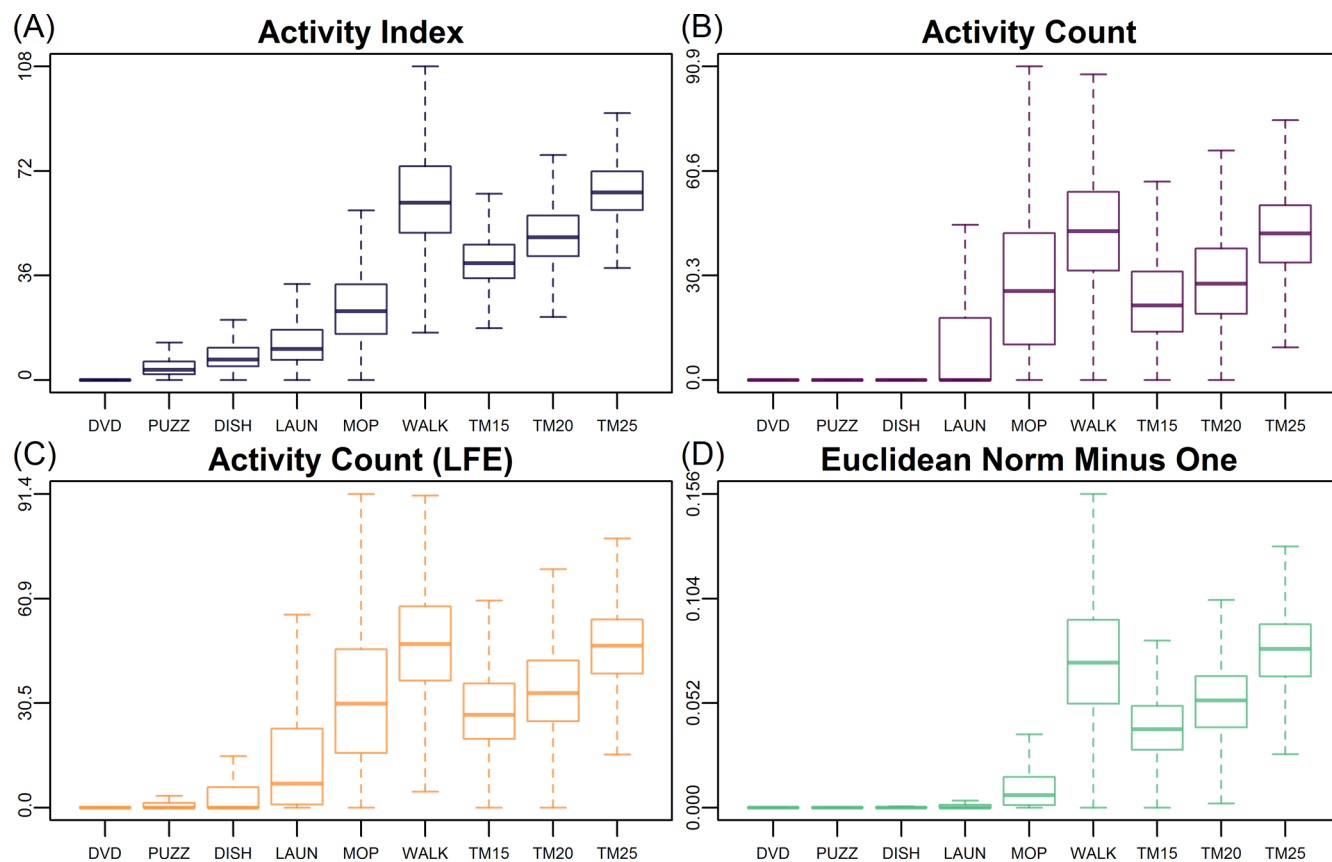 (A) Activity Index
108
72
36
0
DVD PUZZ DISH LAUN MOP WALK TM15 TM20 TM25
(B) Activity Count
90.9
60.6
30.3
0.0
DVD PUZZ DISH LAUN MOP WALK TM15 TM20 TM25
(C) Activity Count (LFE)
91.4
60.9
30.5
0.0
DVD PUZZ DISH LAUN MOP WALK TM15 TM20 TM25
(D) Euclidean Norm Minus One
0.156
0.104
0.052
0.000
DVD PUZZ DISH LAUN MOP WALK TM15 TM20 TM25